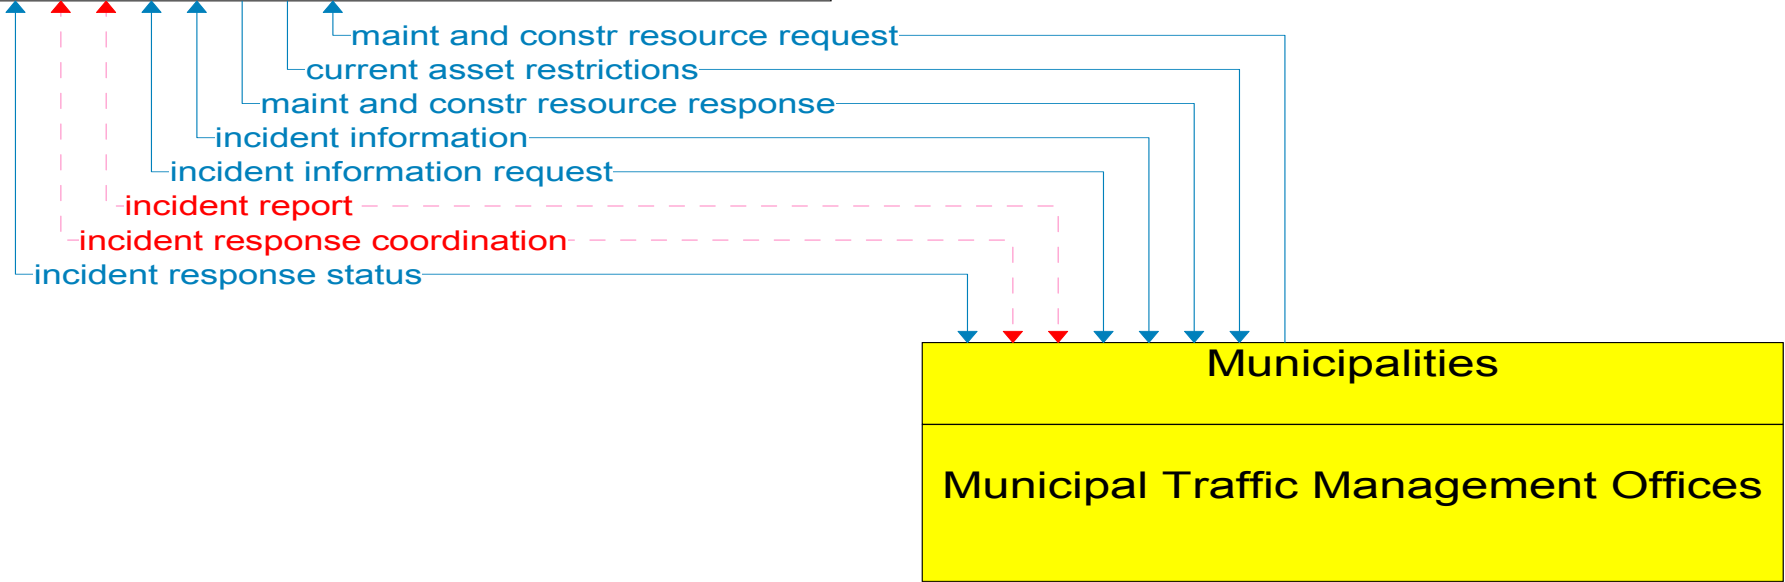 maint and constr resource request
current asset restrictions
maint and constr resource response
incident information
incident information request
incident report
incident response coordination
incident response status
Municipalities
Municipal Traffic Management Offices